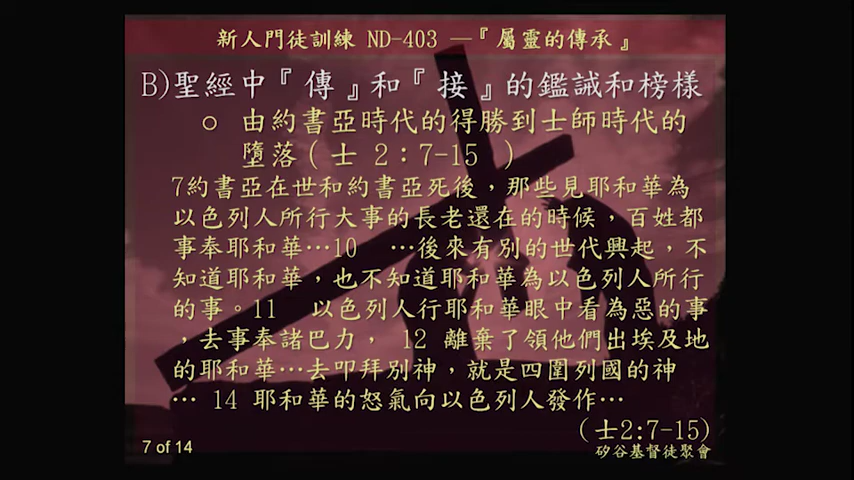 新人門徒訓練 ND-403 —『屬靈的傳承』
B)聖經中『傳』和『接』的鑑誡和榜樣
○ 由約書亞時代的得勝到士師時代的
墮落(士 2:7-15 )
7約書亞在世和約書亞死後,那些見耶和華為
以色列人所行大事的長老還在的時候,百姓都
事奉耶和華…10 …後來有別的世代興起,不
知道耶和華,也不知道耶和華為以色列人所行
的事。11 以色列人行耶和華眼中看為惡的事
,去事奉諸巴力, 12 離棄了領他們出埃及地
的耶和華…去叩拜別神,就是四圍列國的神
… 14 耶和華的怒氣向以色列人發作…
(士2:7-15)
7 of 14
矽谷基督徒聚會